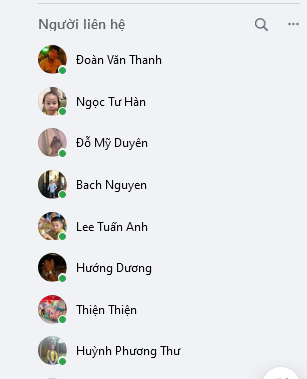 Người liên hệ
Đoàn Văn Thanh
Ngọc Tư Hàn
Đỗ Mỹ Duyên
Bach Nguyen
Lee Tuấn Anh
Hướng Dương
Thiện Thiện
Huỳnh Phương Thư